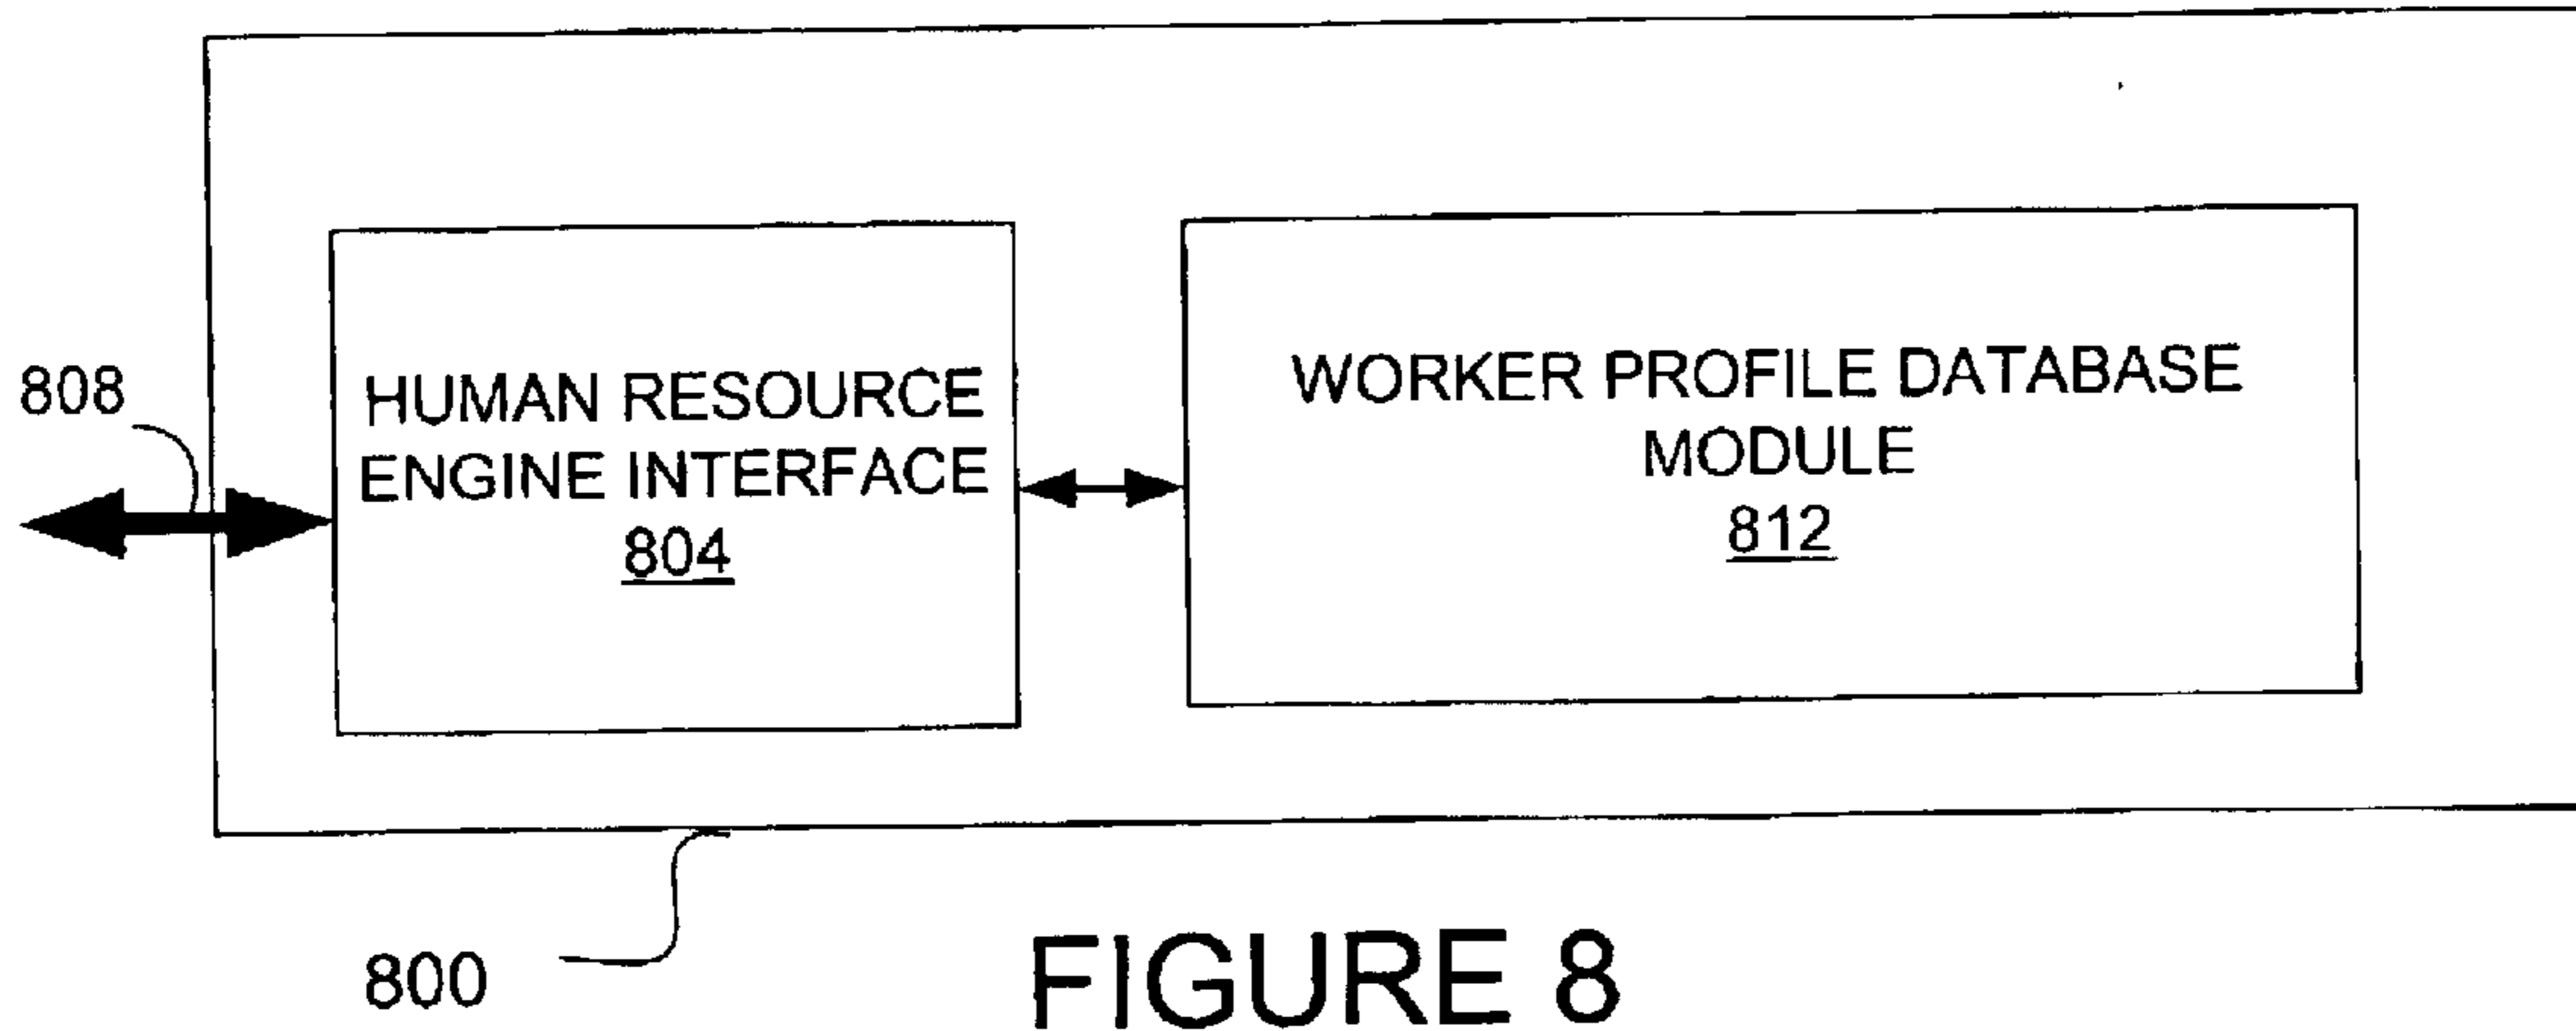 808
HUMAN RESOURCE
ENGINE INTERFACE
804
WORKER PROFILE DATABASE
MODULE
812
800
FIGURE 8